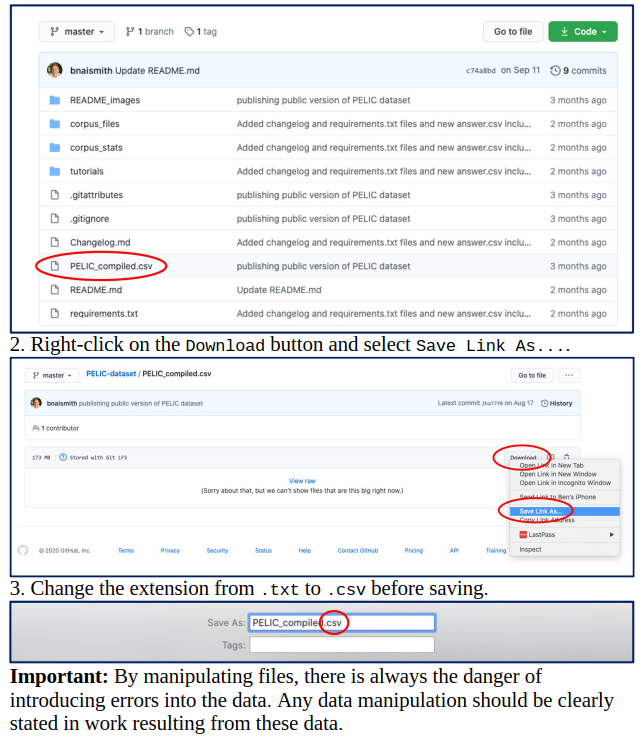 master 1 branch 1 tag Go to file Code
bnaismith Update README.md c74a8bd on Sep 11 9 commits
README_images publishing public version of PELIC dataset 3 months ago
corpus_files Added changelog and requirements.txt files and new answer.csv inclu... 2 months ago
corpus_stats Added changelog and requirements.txt files and new answer.csv inclu... 2 months ago
tutorials Added changelog and requirements.txt files and new answer.csv inclu... 2 months ago
.gitattributes publishing public version of PELIC dataset 3 months ago
.gitignore publishing public version of PELIC dataset 3 months ago
Changelog.md Added changelog and requirements.txt files and new answer.csv inclu... 2 months ago
PELIC_compiled.csv publishing public version of PELIC dataset 3 months ago
README.md Update README.md 2 months ago
requirements.txt Added changelog and requirements.txt files and new answer.csv inclu... 2 months ago
2. Right-click on the Download button and select Save Link As....
master PELIC-dataset / PELIC_compiled.csv Go to file ...
bnaismith publishing public version of PELIC dataset Latest commit on Aug 17 History
1 contributor
173 MB Stored with Git LFS Download
Open Link in New Tab
Open Link in New Window
View raw
Open Link in Incognito Window
(Sorry about that, but we can't show files that are this big right now.)
Send Link to Ben's iPhone
Save Link As...
Copy Link Address
LastPass
Inspect
© 2020 GitHub, Inc. Terms Privacy Security Status Help Contact GitHub Pricing API Training
3. Change the extension from .txt to .csv before saving.
Save As: PELIC_compiled.csv
Tags:
Important: By manipulating files, there is always the danger of
introducing errors into the data. Any data manipulation should be clearly
stated in work resulting from these data.